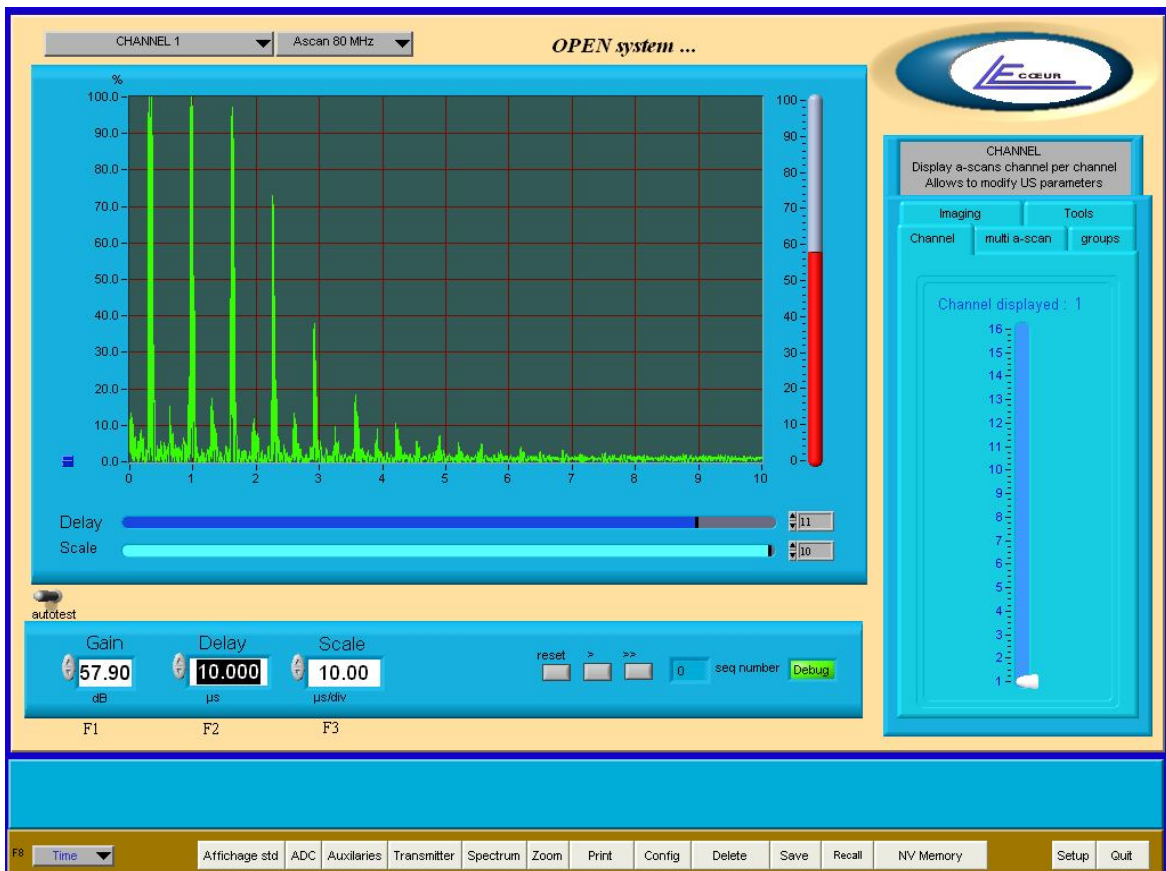 CHANNEL 1
Ascan 80 MHz
OPEN system ...
LE CŒUR
%
100.0
90.0
80.0
70.0
60.0
50.0
40.0
30.0
20.0
10.0
0.0
0 1 2 3 4 5 6 7 8 9 10
100
90
80
70
60
50
40
30
20
10
0
Delay
11
Scale
10
CHANNEL
Display a-scans channel per channel
Allows to modify US parameters
Imaging Tools
Channel multi a-scan groups
Channel displayed : 1
16
15
14
13
12
11
10
9
8
7
6
5
4
3
2
1
autotest
Gain Delay Scale
57.90 10.000 10.00
dB µs µs/div
F1 F2 F3
reset > >>
0 seq number Debug
F8 Time Affichage std ADC Auxilaries Transmitter Spectrum Zoom Print Config Delete Save Recall NV Memory Setup Quit